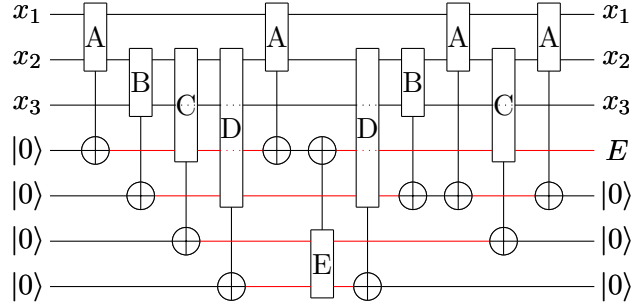 x₁ A A A A x₁
x₂ x₂
B B
x₃ C C x₃
D D
|0⟩ E
|0⟩ |0⟩
|0⟩ |0⟩
E
|0⟩ |0⟩